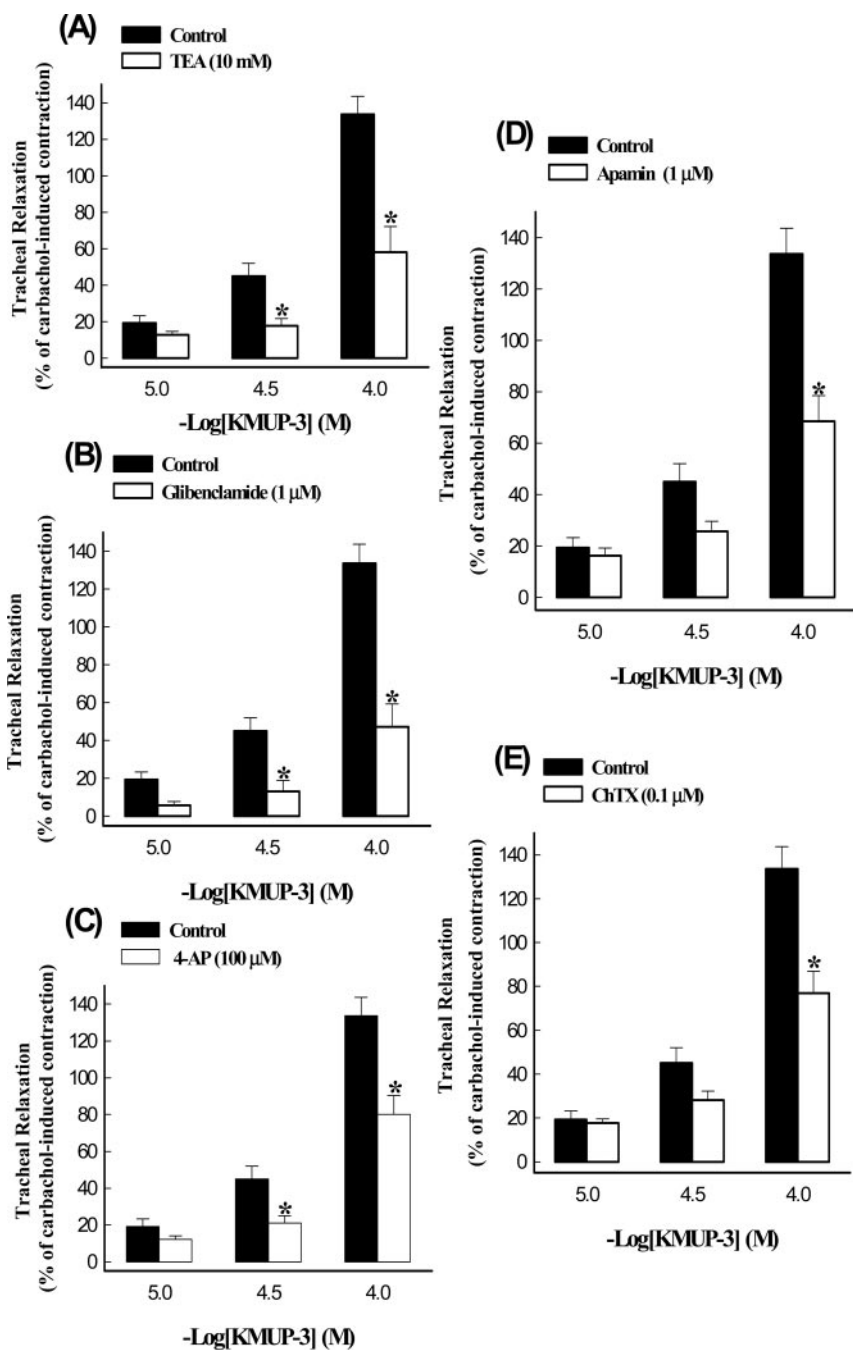 (A)
Control
TEA (10 mM)
Tracheal Relaxation
(% of carbachol-induced contraction)
140
120
100
80
60
40
20
0
*
*
5.0 4.5 4.0
-Log[KMUP-3] (M)
(B)
Control
Glibenclamide (1 μM)
Tracheal Relaxation
(% of carbachol-induced contraction)
140
120
100
80
60
40
20
0
*
*
5.0 4.5 4.0
-Log[KMUP-3] (M)
(C)
Control
4-AP (100 μM)
Tracheal Relaxation
(% of carbachol-induced contraction)
140
120
100
80
60
40
20
0
*
*
5.0 4.5 4.0
-Log[KMUP-3] (M)
(D)
Control
Apamin (1 μM)
Tracheal Relaxation
(% of carbachol-induced contraction)
140
120
100
80
60
40
20
0
*
5.0 4.5 4.0
-Log[KMUP-3] (M)
(E)
Control
ChTX (0.1 μM)
Tracheal Relaxation
(% of carbachol-induced contraction)
140
120
100
80
60
40
20
0
*
5.0 4.5 4.0
-Log[KMUP-3] (M)